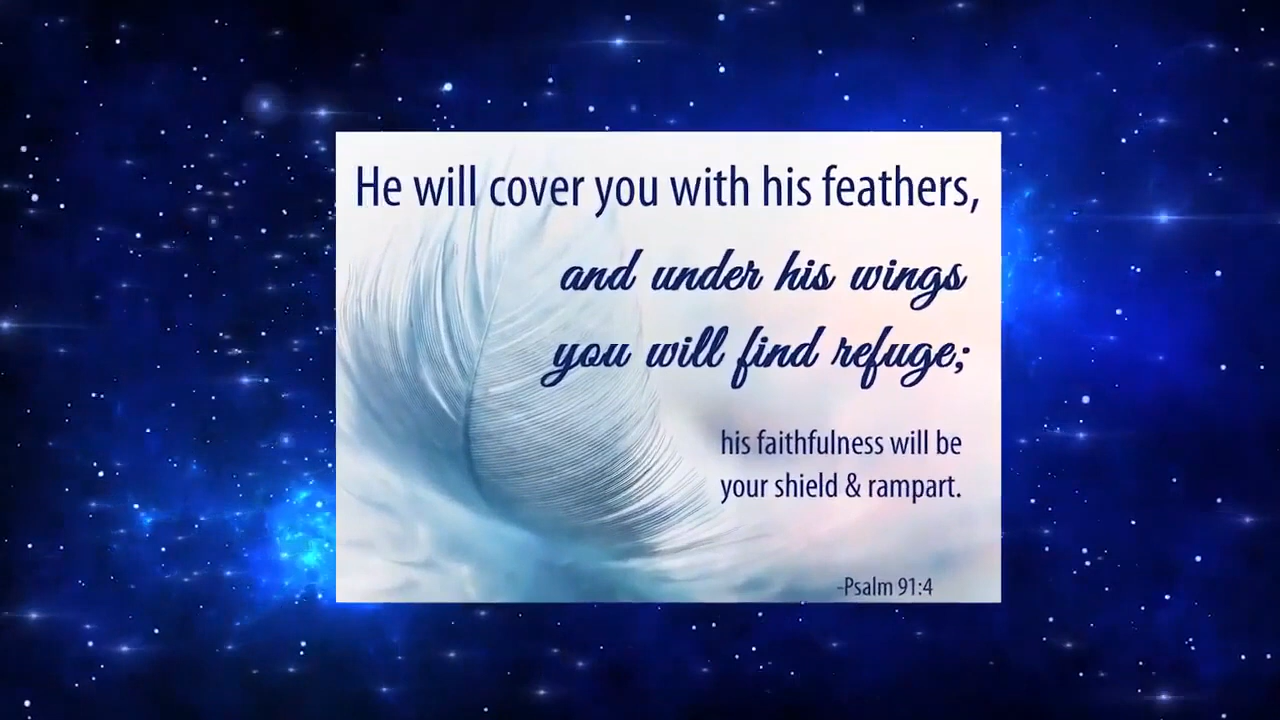 He will cover you with his feathers,
and under his wings
you will find refuge;
his faithfulness will be
your shield & rampart.
-Psalm 91:4